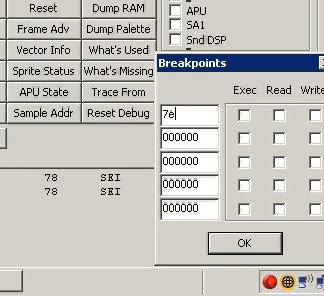 Reset Dump RAM
Frame Adv Dump Palette
Vector Info What's Used
Sprite Status What's Missing
APU State Trace From
Sample Addr Reset Debug
APU
SA1
Snd DSP
78 SEI
78 SEI
Breakpoints
Exec Read Write
7e
000000
000000
000000
000000
OK